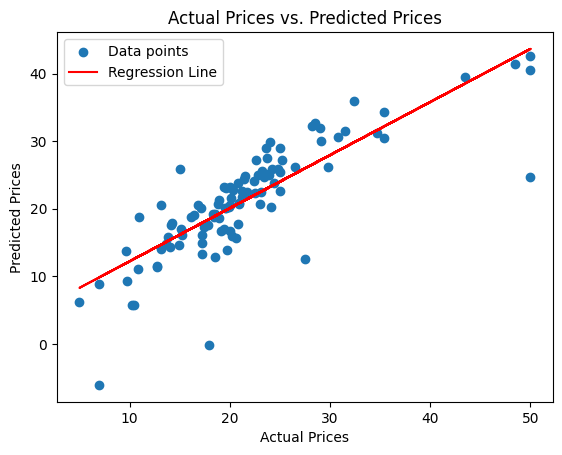 Actual Prices vs. Predicted Prices
Data points
Regression Line
40
30
20
10
0
Predicted Prices
10 20 30 40 50
Actual Prices